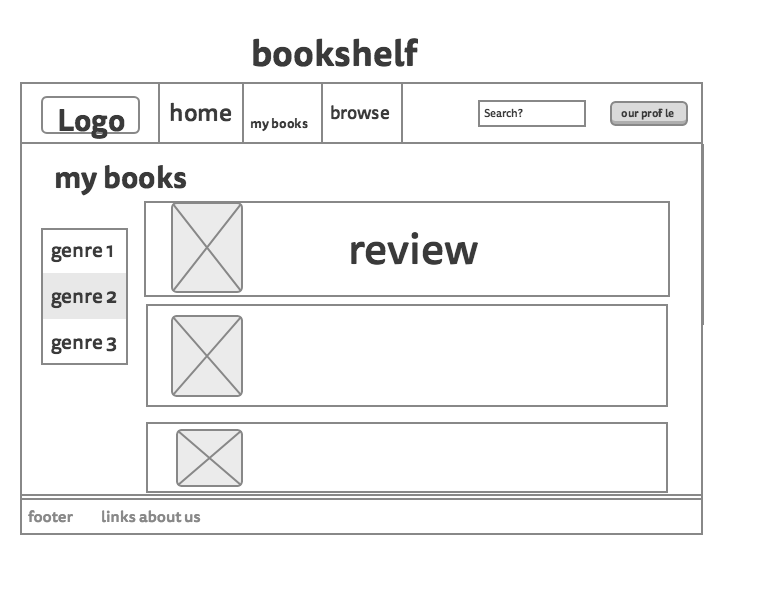 bookshelf
Logo
home
my books
browse
Search?
our prof le
my books
genre 1
genre 2
genre 3
review
footer
links about us